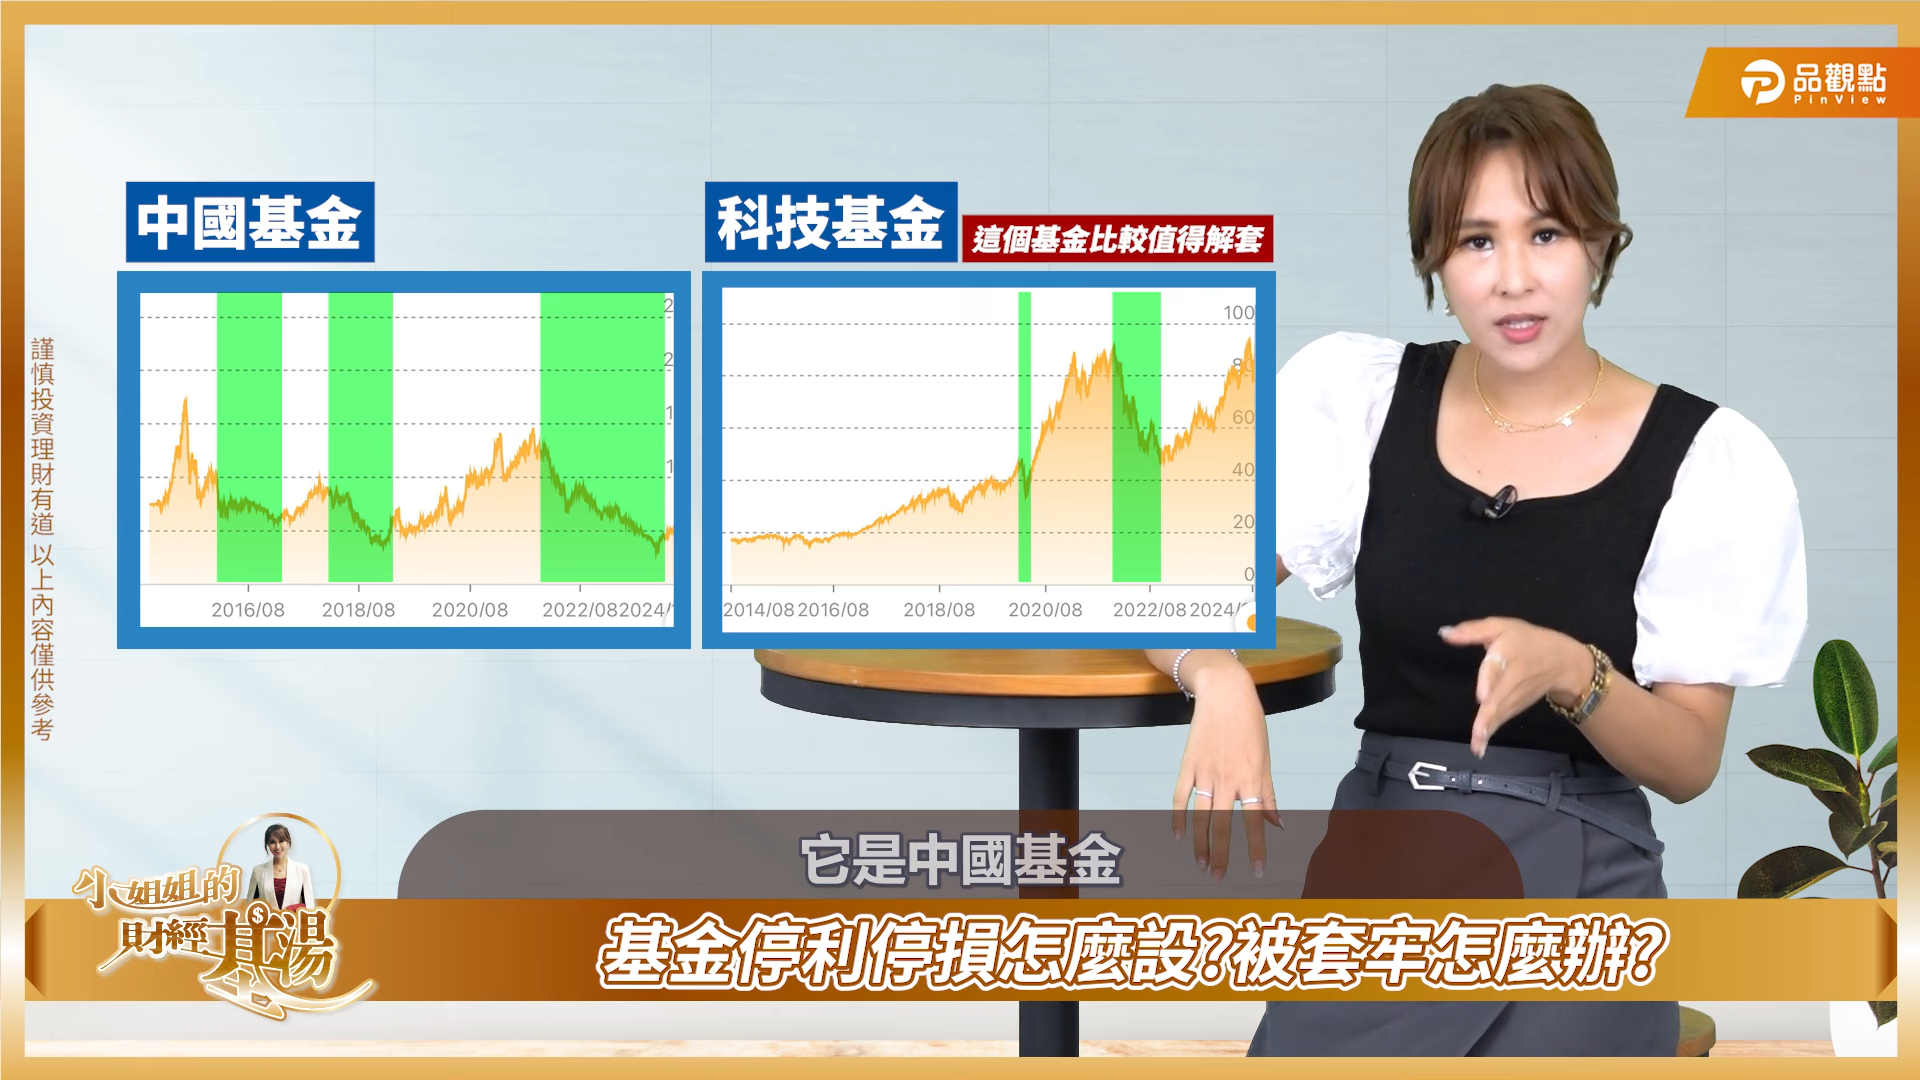 品觀點
PinView
中國基金
科技基金
這個基金比較值得解套
2016/08
2018/08
2020/08
2022/08
100
80
60
40
20
0
2014/08
2016/08
2018/08
2020/08
2022/08
謹慎投資理財有道 以上內容僅供參考
它是中國基金
小姐姐的
財經基湯
基金停利停損怎麼設?被套牢怎麼辦?